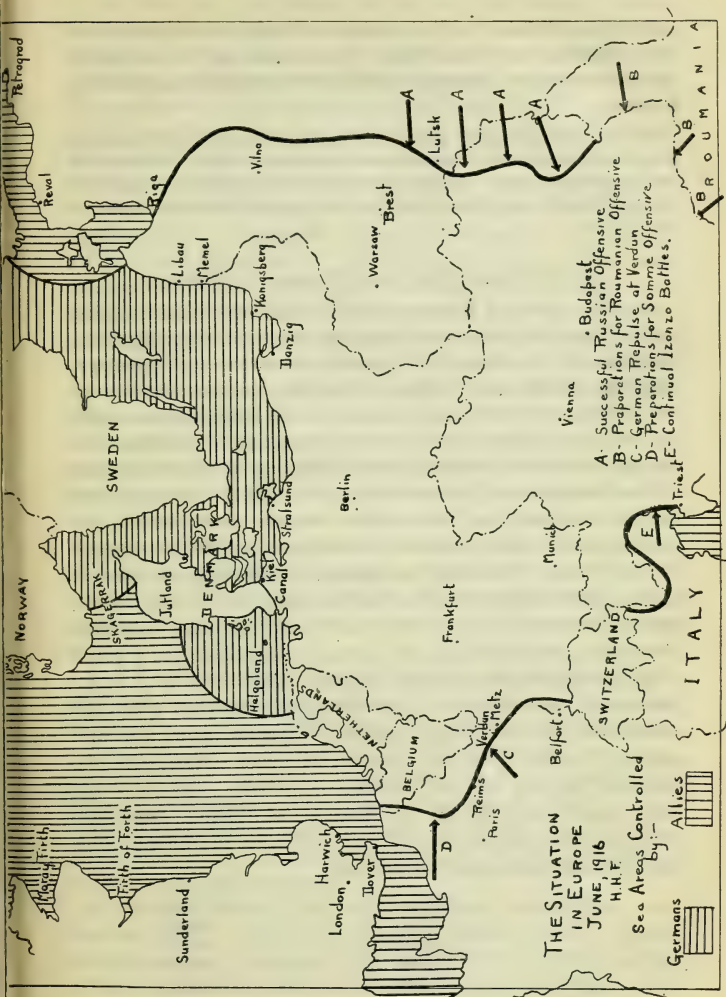 NORWAY
SWEDEN
Petrograd
Reval
Riga
SKAGERRAK
Moray Firth
Firth of Forth
Jutland
DENMARK
Libau
Memel
Vilna
Sunderland
Helgoland
Kiel
Canal
Stralsund
Danzig
Konigsberg
Harwich
London
Dover
NETHERLANDS
Berlin
Warsaw
Brest
A
Lutsk
A
A
A
BELGIUM
D
Reims
Paris
Verdun
Metz
C
Frankfurt
Belfort
Munich
Vienna
Budapest
SWITZERLAND
ITALY
E
Triest
B
B
B
ROUMANIA
A- Successful Russian Offensive
B- Praparations for Roumanian Offensive
C- German Repulse at Verdun
D- Preparations for Somme Offensive
E- Continual Izonzo Battles.
THE SITUATION
IN EUROPE
JUNE, 1916
H.H.F.
Sea Areas Controlled
by:-
Germans
Allies